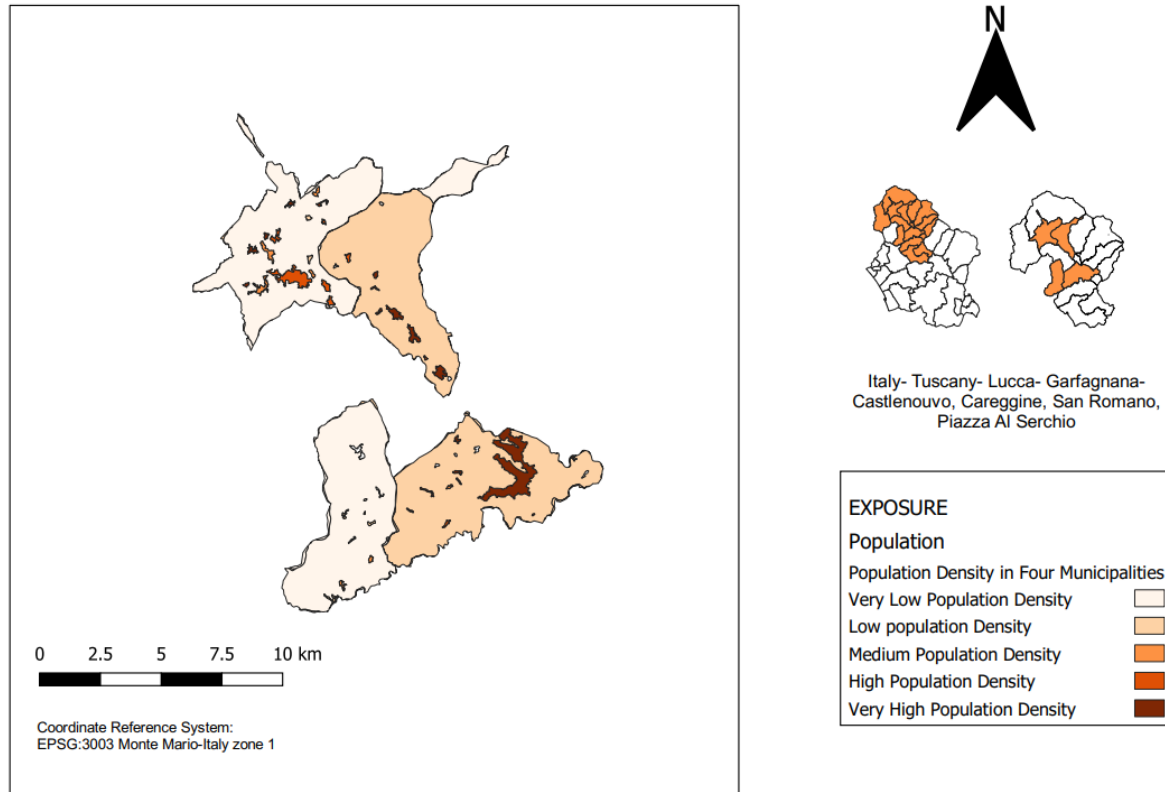 N
Italy- Tuscany- Lucca- Garfagnana-
Castlenouvo, Careggine, San Romano,
Piazza Al Serchio
EXPOSURE
Population
Population Density in Four Municipalities
Very Low Population Density
Low population Density
Medium Population Density
High Population Density
Very High Population Density
0 2.5 5 7.5 10 km
Coordinate Reference System:
EPSG:3003 Monte Mario-Italy zone 1